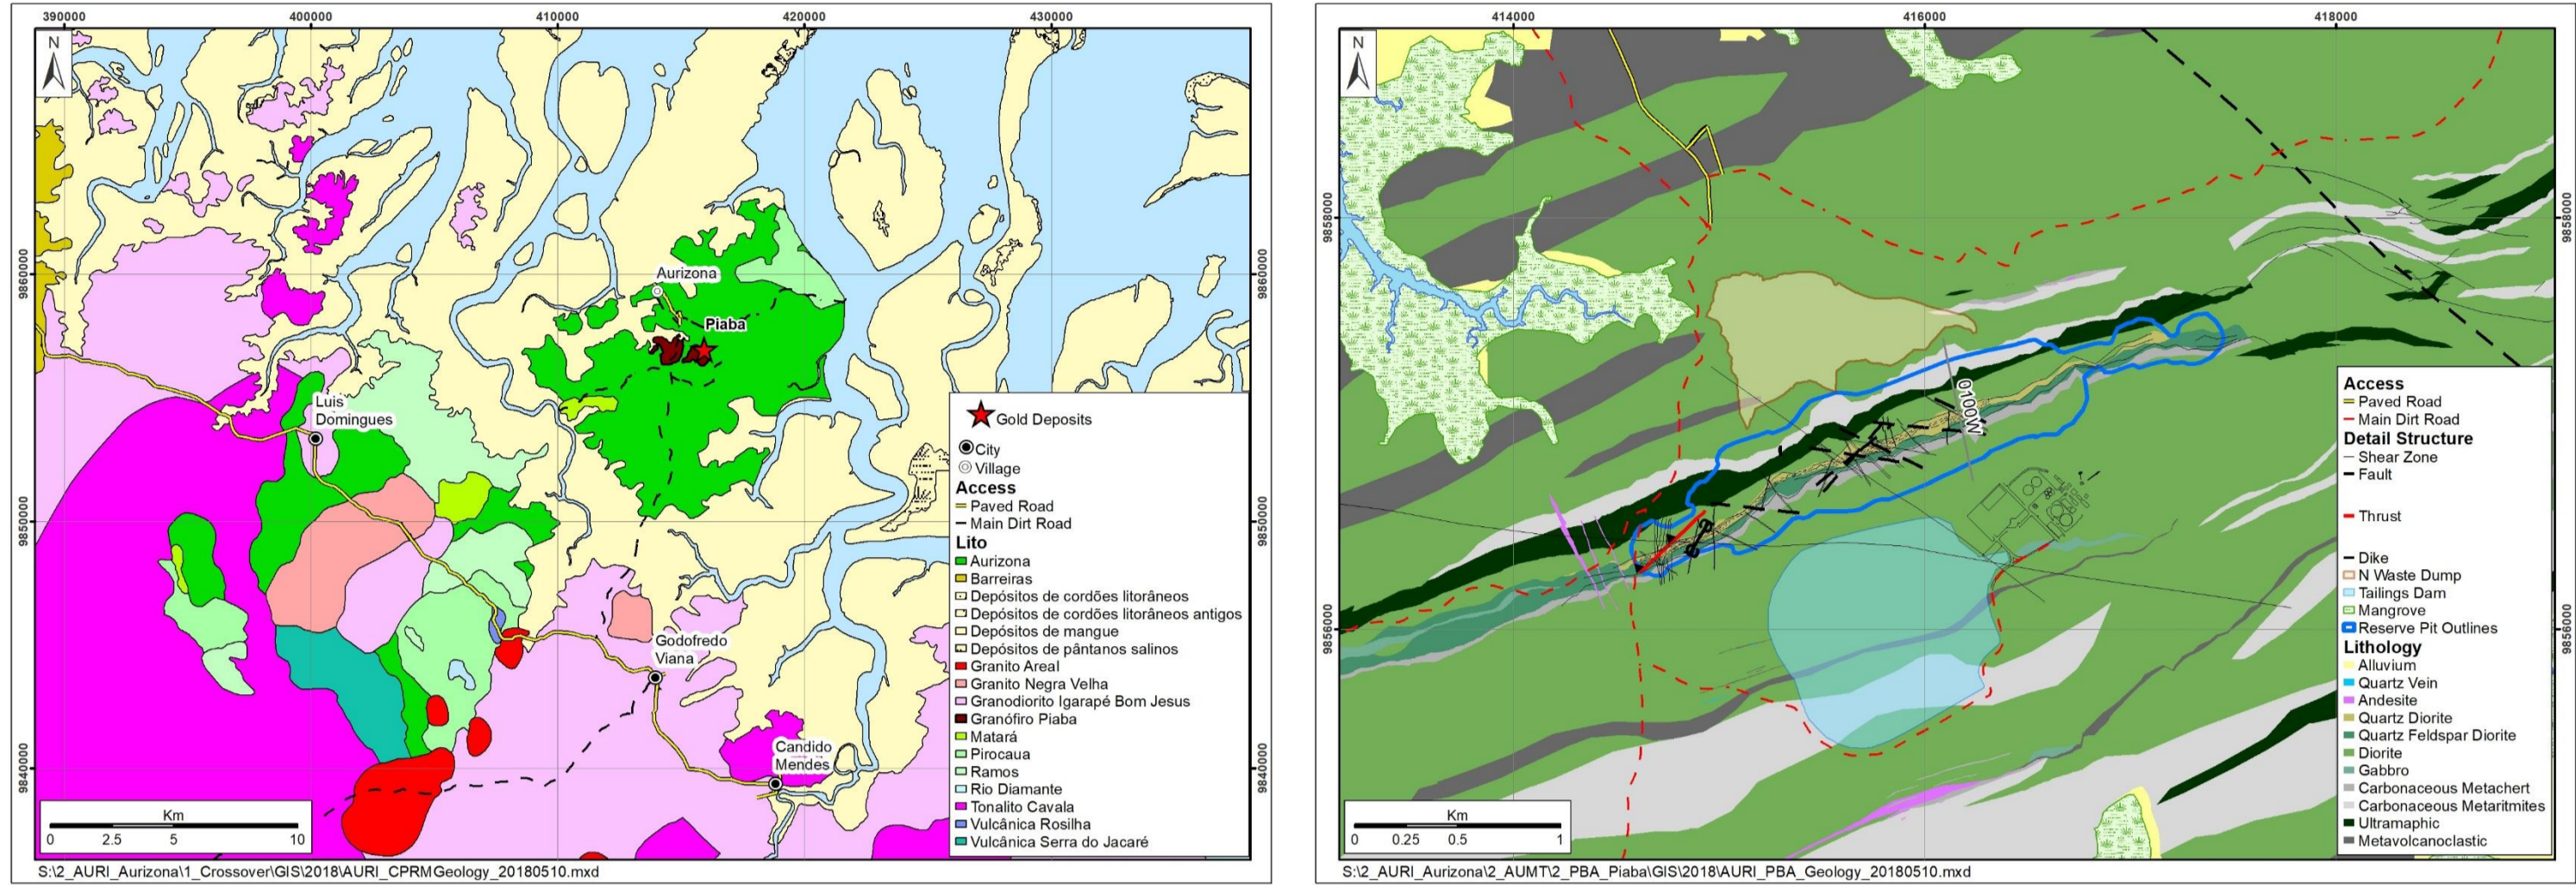 390000
400000
410000
420000
430000
N
9860000
9850000
9840000
9860000
9850000
9840000
Aurizona
Piaba
Luis
Domingues
Godofredo
Viana
Candido
Mendes
Gold Deposits
City
Village
Access
Paved Road
Main Dirt Road
Lito
Aurizona
Barreiras
Depósitos de cordões litorâneos
Depósitos de cordões litorâneos antigos
Depósitos de mangue
Depósitos de pântanos salinos
Granito Areal
Granito Negra Velha
Granodiorito Igarapé Bom Jesus
Granófiro Piaba
Matará
Pirocaua
Ramos
Rio Diamante
Tonalito Cavala
Vulcânica Rosilha
Vulcânica Serra do Jacaré
Km
0 2.5 5 10
S:\2_AURI_Aurizona\1_Crossover\GIS\2018\AURI_CPRMGeology_20180510.mxd
414000
416000
418000
N
9858000
9856000
9858000
9856000
0100W
Access
Paved Road
Main Dirt Road
Detail Structure
Shear Zone
Fault
Thrust
Dike
N Waste Dump
Tailings Dam
Mangrove
Reserve Pit Outlines
Lithology
Alluvium
Quartz Vein
Andesite
Quartz Diorite
Quartz Feldspar Diorite
Diorite
Gabbro
Carbonaceous Metachert
Carbonaceous Metaritmites
Ultramaphic
Metavolcanoclastic
Km
0 0.25 0.5 1
S:\2_AURI_Aurizona\2_AUMT\2_PBA_Piaba\GIS\2018\AURI_PBA_Geology_20180510.mxd